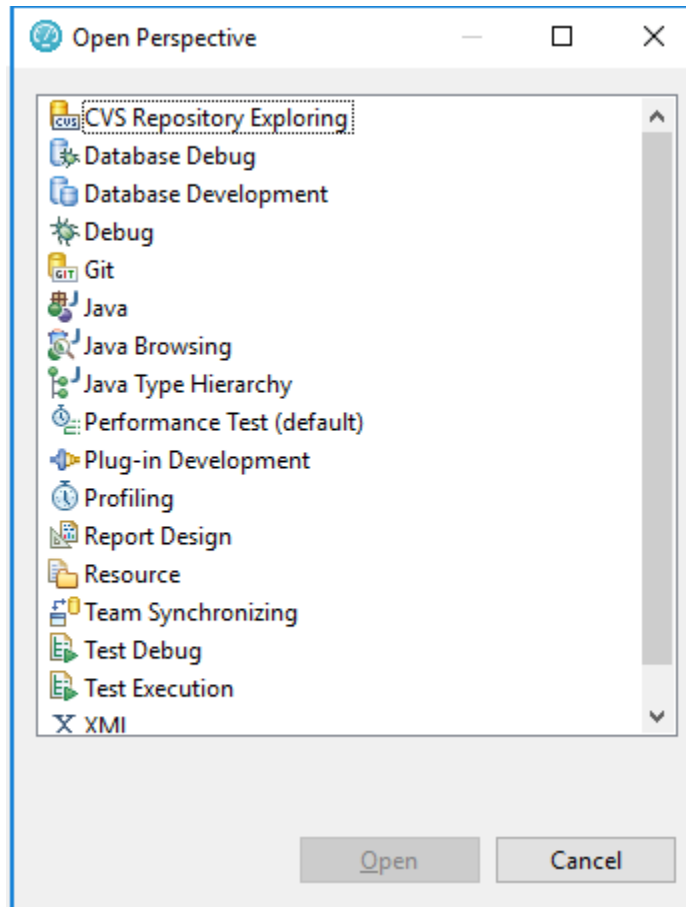 Open Perspective
CVS Repository Exploring
Database Debug
Database Development
Debug
GIT Git
Java
Java Browsing
Java Type Hierarchy
Performance Test (default)
Plug-in Development
Profiling
Report Design
Resource
Team Synchronizing
Test Debug
Test Execution
Open Cancel